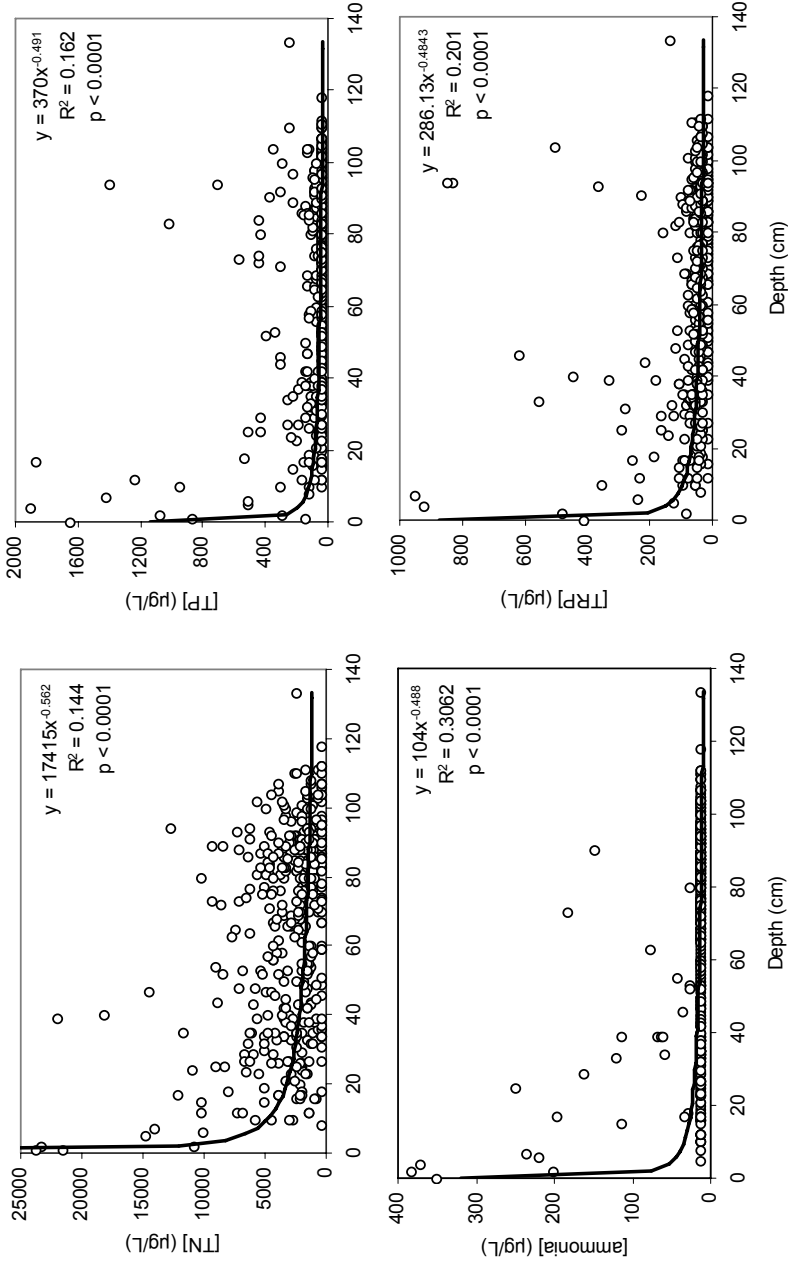 [TN] (µg/L)
25000
20000
15000
10000
5000
0
0 20 40 60 80 100 120 140
y = 17415x^-0.562
R² = 0.144
p < 0.0001
[TP] (µg/L)
2000
1600
1200
800
400
0
0 20 40 60 80 100 120 140
y = 370x^-0.491
R² = 0.162
p < 0.0001
[ammonia] (µg/L)
400
300
200
100
0
0 20 40 60 80 100 120 140
Depth (cm)
y = 104x^-0.488
R² = 0.3062
p < 0.0001
[TRP] (µg/L)
1000
800
600
400
200
0
0 20 40 60 80 100 120 140
Depth (cm)
y = 286.13x^-0.4843
R² = 0.201
p < 0.0001